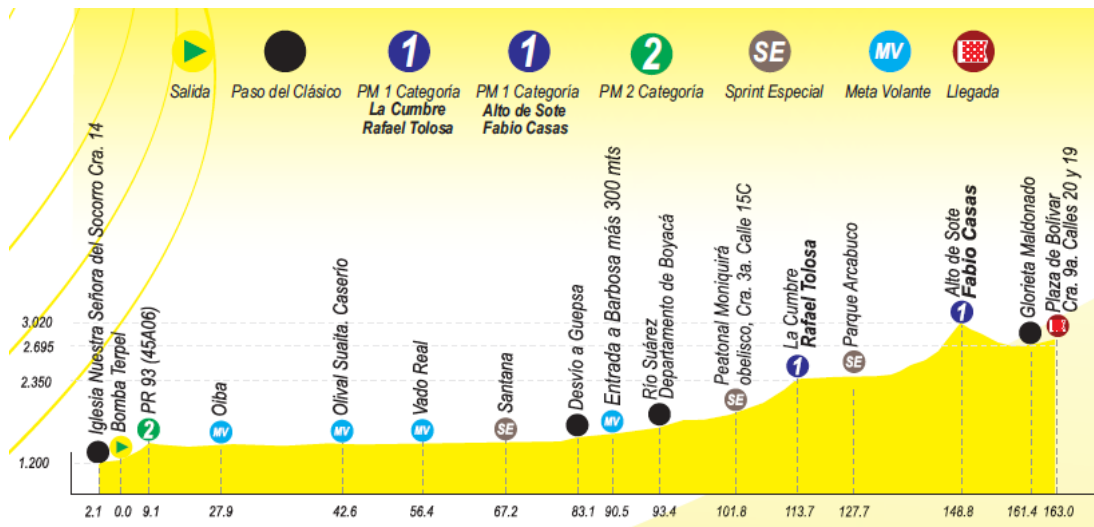 1
1
2
SE
MV
Salida
Paso del Clásico
PM 1 Categoria
La Cumbre
Rafael Tolosa
PM 1 Categoria
Alto de Sote
Fabio Casas
PM 2 Categoria
Sprint Especial
Meta Volante
Llegada
Iglesia Nuestra Señora del Socorro Cra. 14
Bomba Terpel
PR 93 (45A06)
2
Oiba
MV
Olival Suaita. Caserío
MV
Vado Real
MV
Santana
SE
Desvío a Guepsa
Entrada a Barbosa más 300 mts
MV
Río Suárez
Departamento de Boyacá
Peatonal Moniquirá
obelisco, Cra. 3a. Calle 15C
SE
La Cumbre
Rafael Tolosa
1
Parque Arcabuco
SE
Alto de Sote
Fabio Casas
1
Glorieta Maldonado
Plaza de Bolívar
Cra. 9a. Calles 20 y 19
3.020
2.695
2.350
1.200
2.1 0.0 9.1 27.9 42.6 56.4 67.2 83.1 90.5 93.4 101.8 113.7 127.7 148.8 161.4 163.0